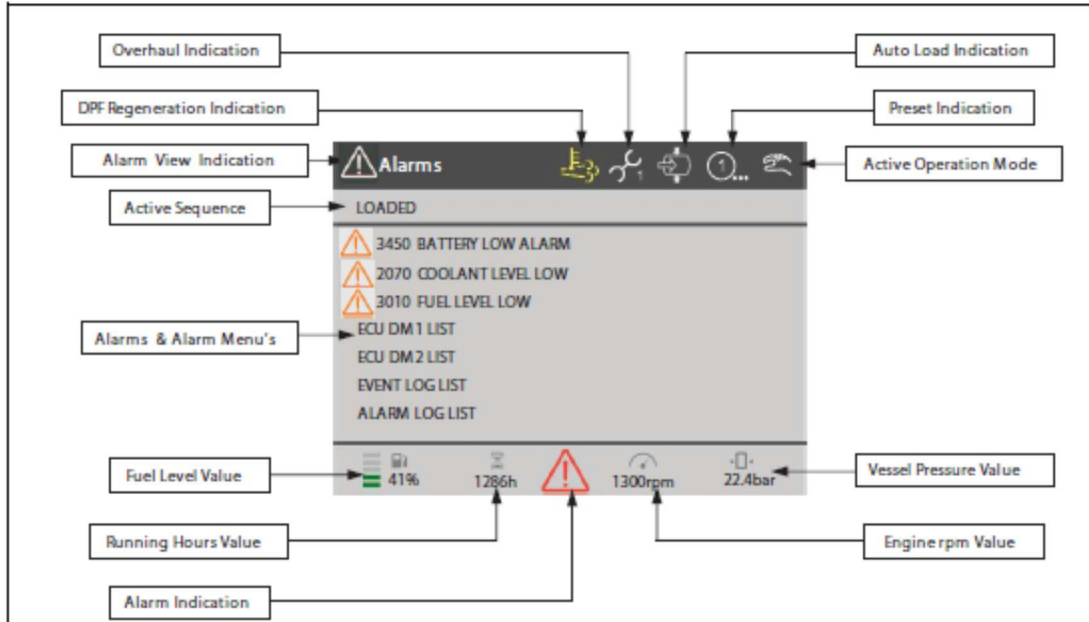 Overhaul Indication
Auto Load Indication
DPF Regeneration Indication
Preset Indication
Alarm View Indication
Alarms
1
1...
Active Operation Mode
Active Sequence
LOADED
3450 BATTERY LOW ALARM
2070 COOLANT LEVEL LOW
3010 FUEL LEVEL LOW
Alarms & Alarm Menu's
ECU DM1 LIST
ECU DM2 LIST
EVENT LOG LIST
ALARM LOG LIST
Fuel Level Value
41%
1286h
1300rpm
22.4bar
Vessel Pressure Value
Running Hours Value
Engine rpm Value
Alarm Indication